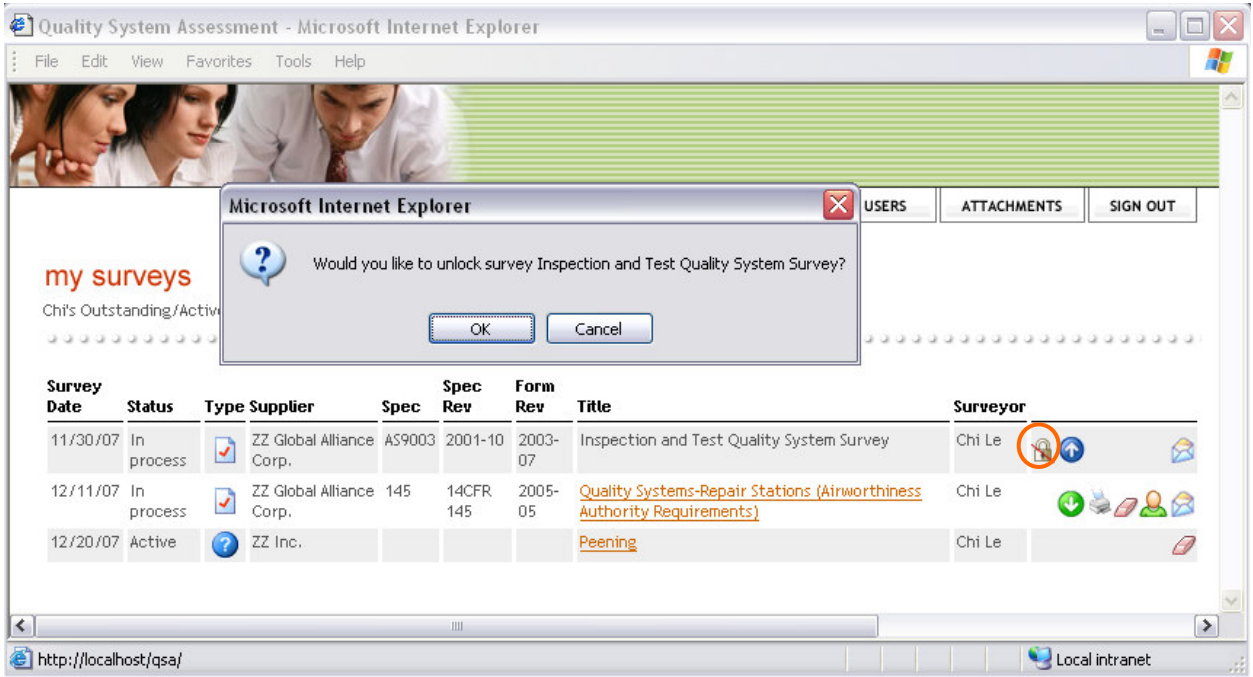 Quality System Assessment - Microsoft Internet Explorer
File Edit View Favorites Tools Help
USERS ATTACHMENTS SIGN OUT
Microsoft Internet Explorer
Would you like to unlock survey Inspection and Test Quality System Survey?
OK Cancel
my surveys
Chi's Outstanding/Activ
Survey Date Status Type Supplier Spec Spec Rev Form Rev Title Surveyor
11/30/07 In process ZZ Global Alliance Corp. AS9003 2001-10 2003-07 Inspection and Test Quality System Survey Chi Le
12/11/07 In process ZZ Global Alliance Corp. 145 14CFR 145 2005-05 Quality Systems-Repair Stations (Airworthiness Authority Requirements) Chi Le
12/20/07 Active ZZ Inc. Peening Chi Le
http://localhost/qsa/ Local intranet